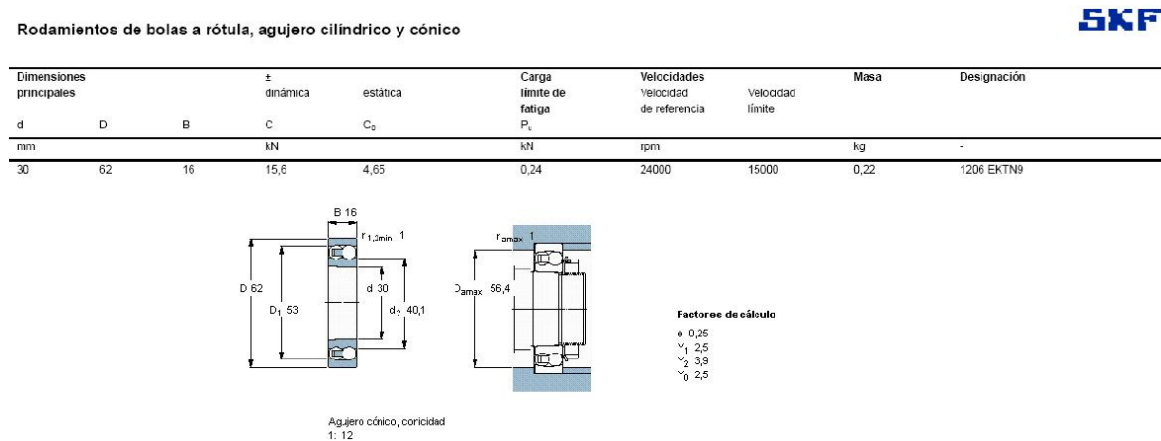 SKF
Rodamientos de bolas a rótula, agujero cilíndrico y cónico
Dimensiones principales ± Carga límite de fatiga Velocidades Masa Designación
dinámica estática Velocidad de referencia Velocidad límite
d D B C C0 Pu
mm kN kN rpm kg -
30 62 16 15,6 4,65 0,24 24000 15000 0,22 1206 EKTN9
B 16
r1,2min 1
ramax 1
D 62
D1 53
d 30
d2 40,1
Damax 56,4
Factores de cálculo
e 0,25
Y1 2,5
Y2 3,9
Y0 2,5
Agujero cónico, conicidad
1: 12